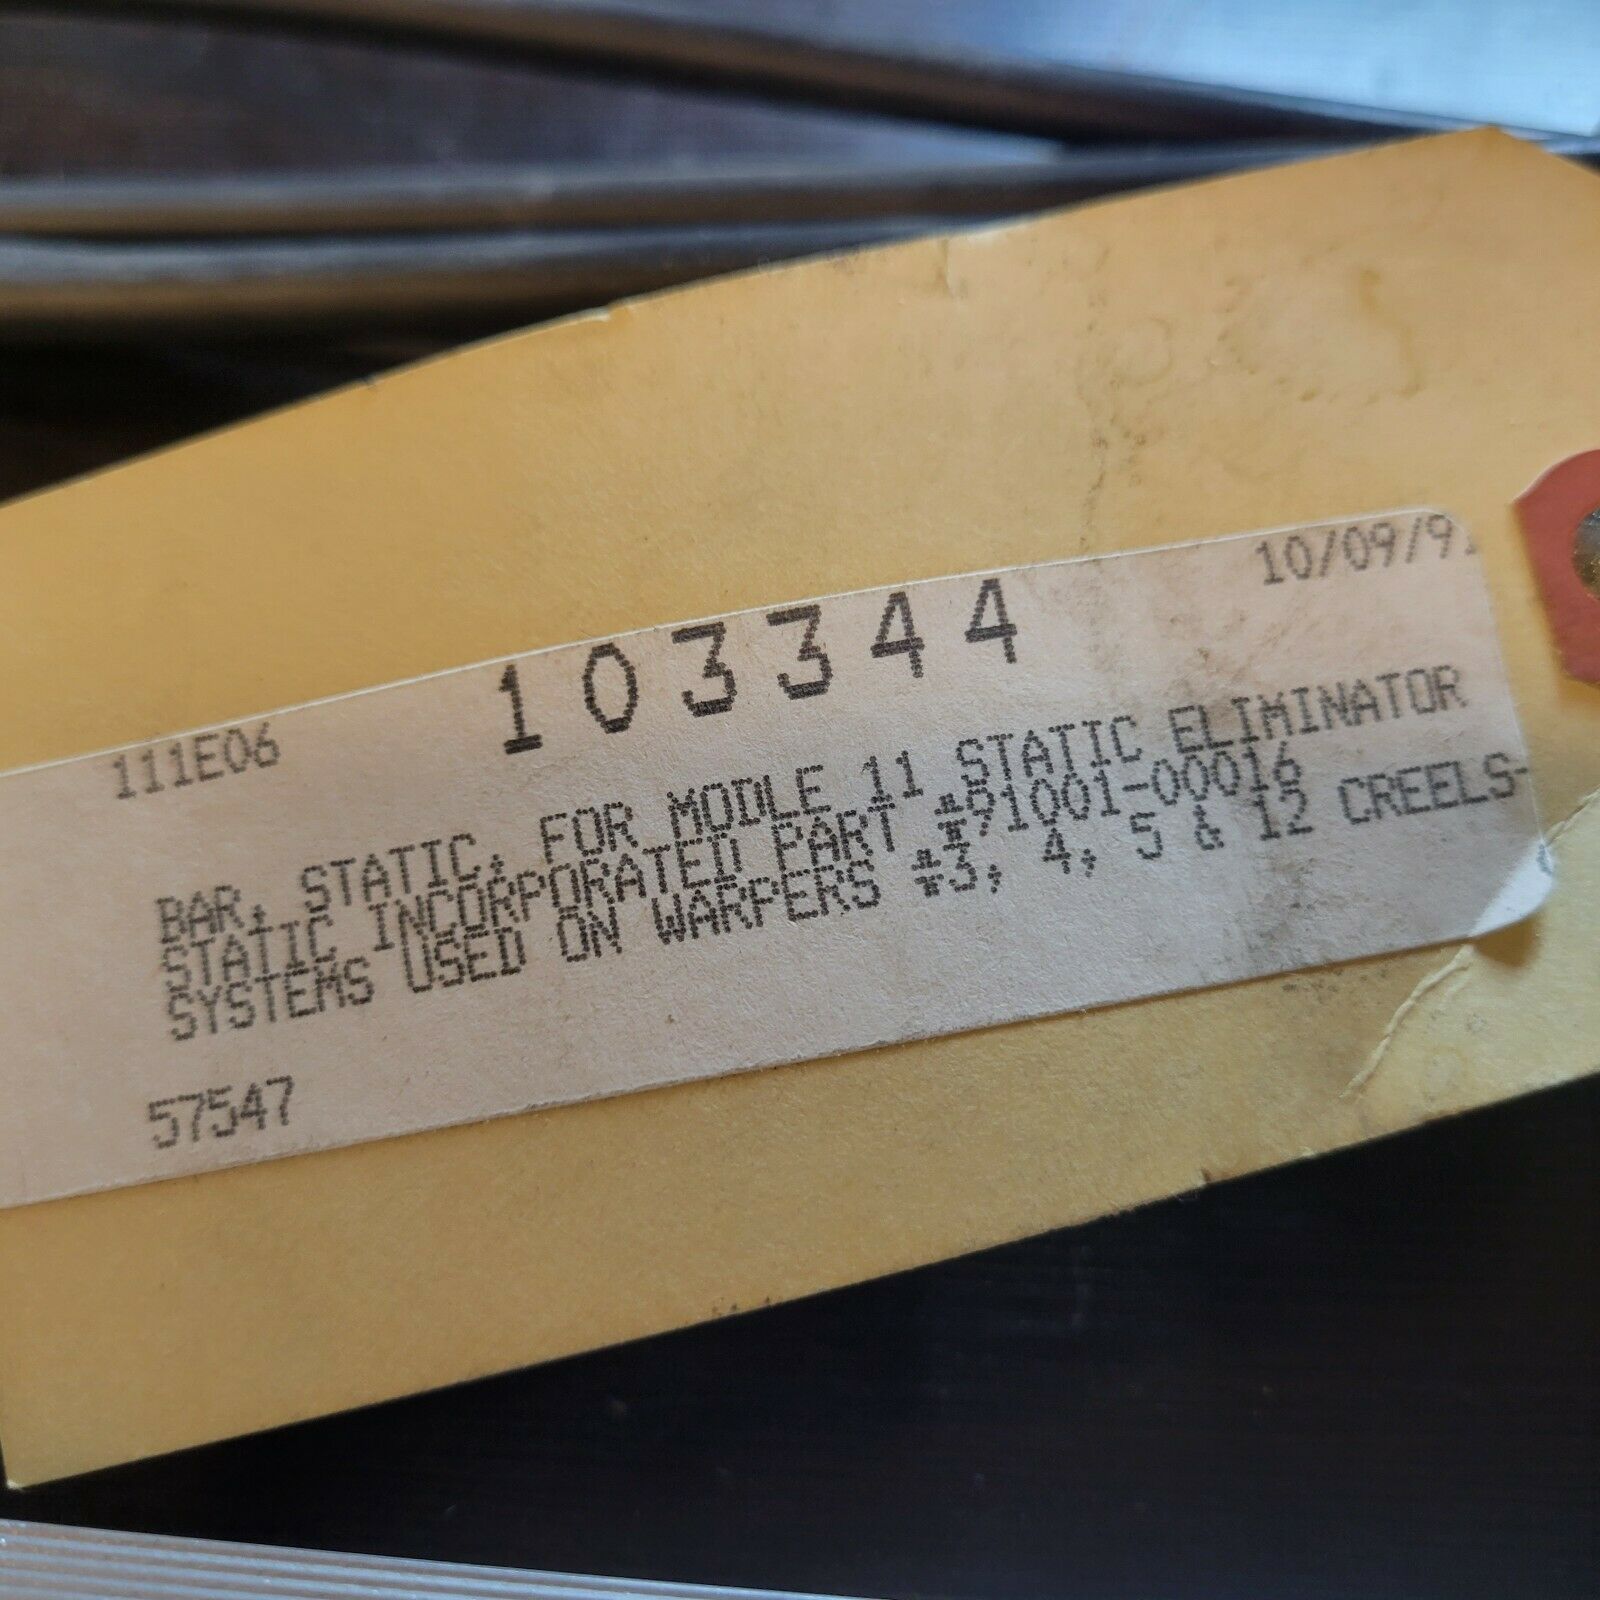 10/09/91
103344
111E06
BAR, STATIC, FOR MODLE 11 STATIC ELIMINATOR
STATIC INCORPORATED PART #91001-00016
SYSTEMS USED ON WARPERS #3, 4, 5 & 12 CREELS-
57547